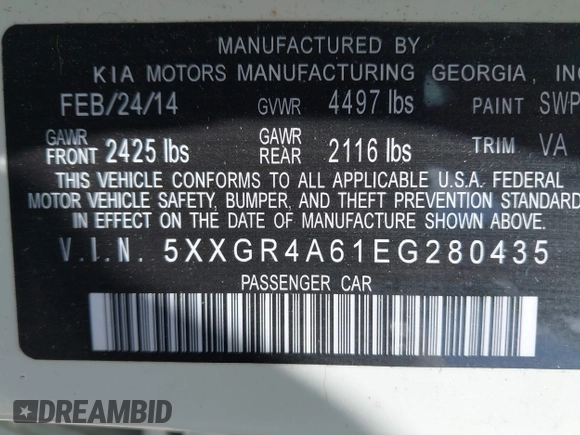 MANUFACTURED BY
KIA MOTORS MANUFACTURING GEORGIA, INC
FEB/24/14 GVWR 4497 lbs PAINT SWP
GAWR FRONT 2425 lbs GAWR REAR 2116 lbs TRIM VA
THIS VEHICLE CONFORMS TO ALL APPLICABLE U.S.A. FEDERAL
MOTOR VEHICLE SAFETY, BUMPER, AND THEFT PREVENTION STANDARD
IN EFFECT ON THE DATE OF MANUFACTURE SHOWN ABOVE.
V.I.N. 5XXGR4A61EG280435
PASSENGER CAR
DREAMBID